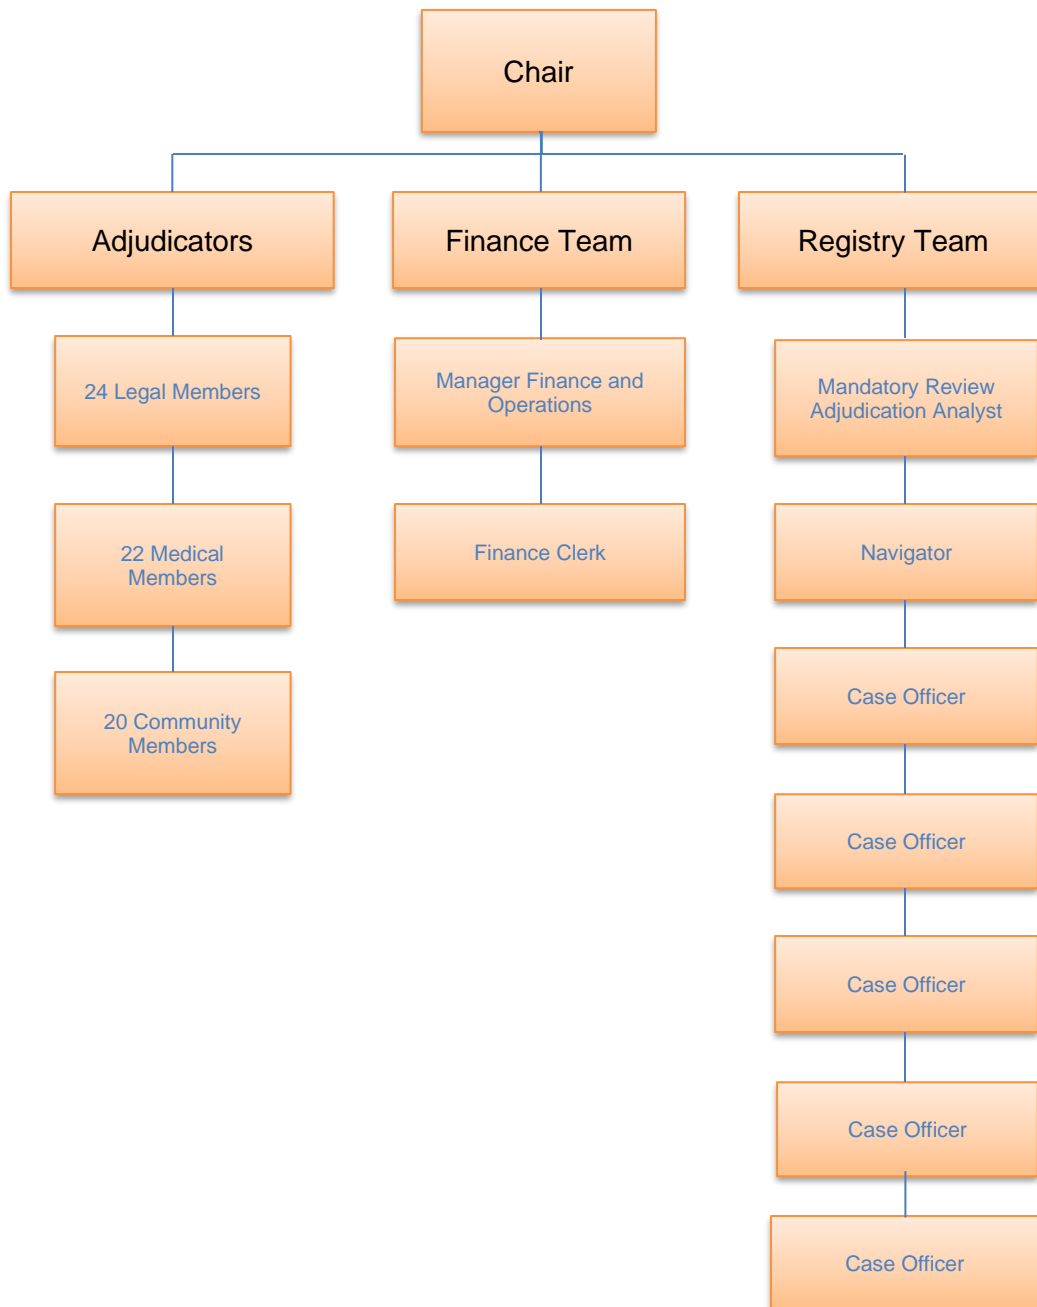 Chair
Adjudicators
Finance Team
Registry Team
24 Legal Members
Manager Finance and
Operations
Mandatory Review
Adjudication Analyst
22 Medical
Members
Finance Clerk
Navigator
20 Community
Members
Case Officer
Case Officer
Case Officer
Case Officer
Case Officer